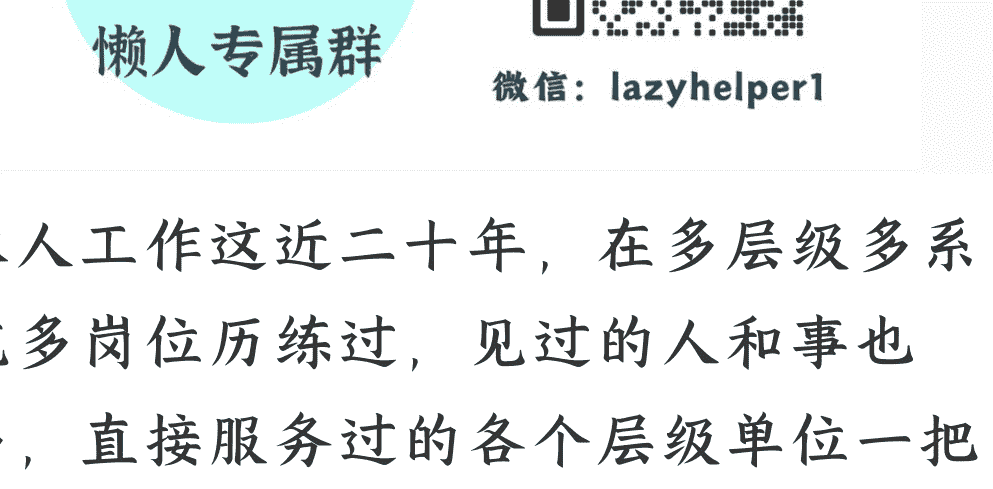 懒人专属群
微信：lazyhelper1
人工作这近二十年，在多层级多系
多岗位历练过，见过的人和事也
，直接服务过的各个层级单位一把